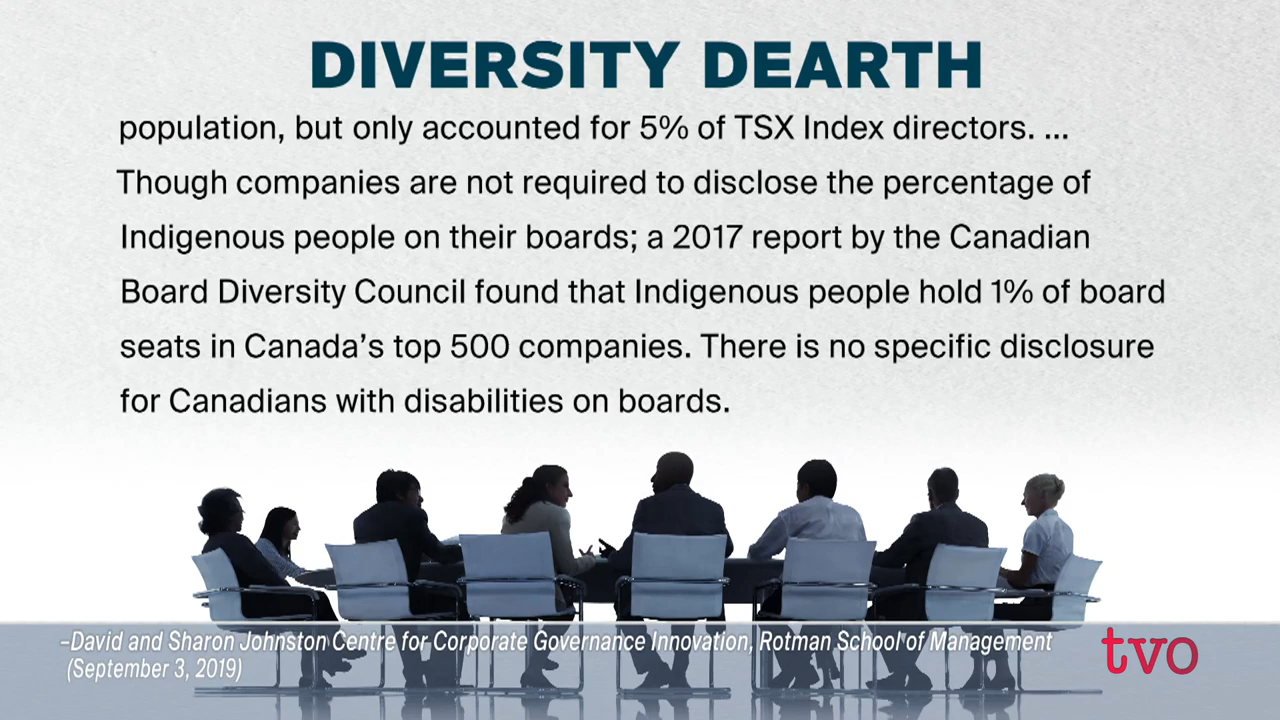 DIVERSITY DEARTH
population, but only accounted for 5% of TSX Index directors. ...
Though companies are not required to disclose the percentage of
Indigenous people on their boards; a 2017 report by the Canadian
Board Diversity Council found that Indigenous people hold 1% of board
seats in Canada’s top 500 companies. There is no specific disclosure
for Canadians with disabilities on boards.
–David and Sharon Johnston Centre for Corporate Governance Innovation, Rotman School of Management
(September 3, 2019)
tvo